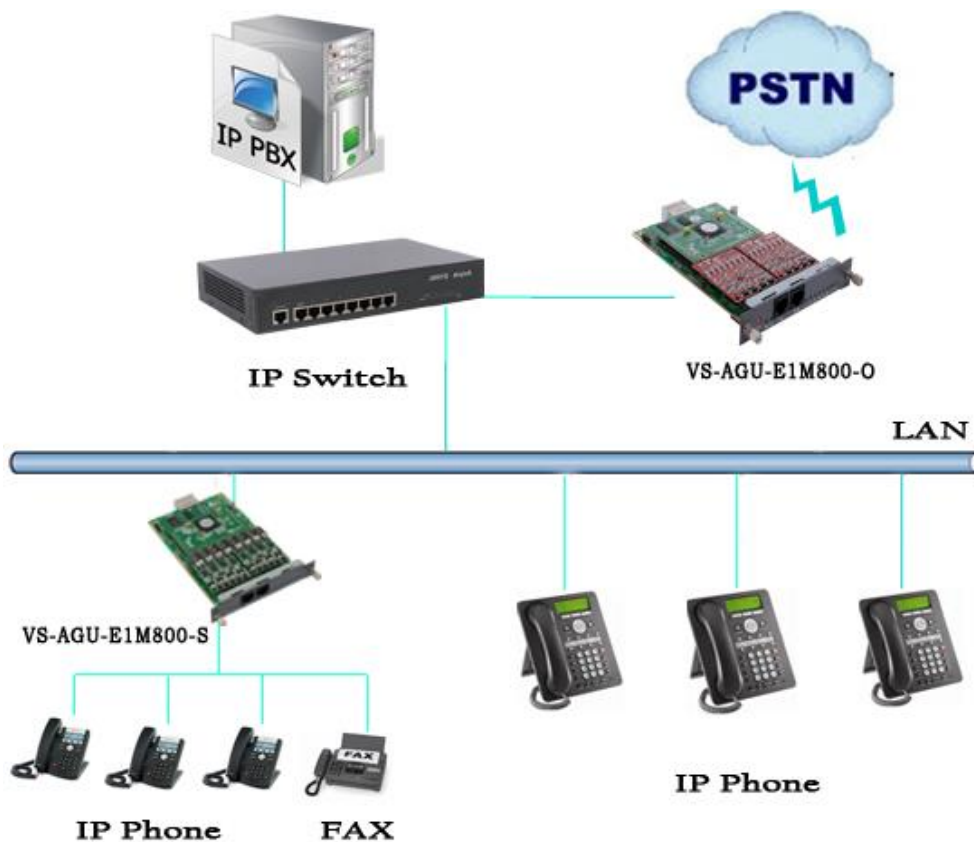 IP PBX
PSTN
IP Switch
VS-AGU-E1M800-O
LAN
VS-AGU-E1M800-S
FAX
IP Phone
IP Phone
FAX